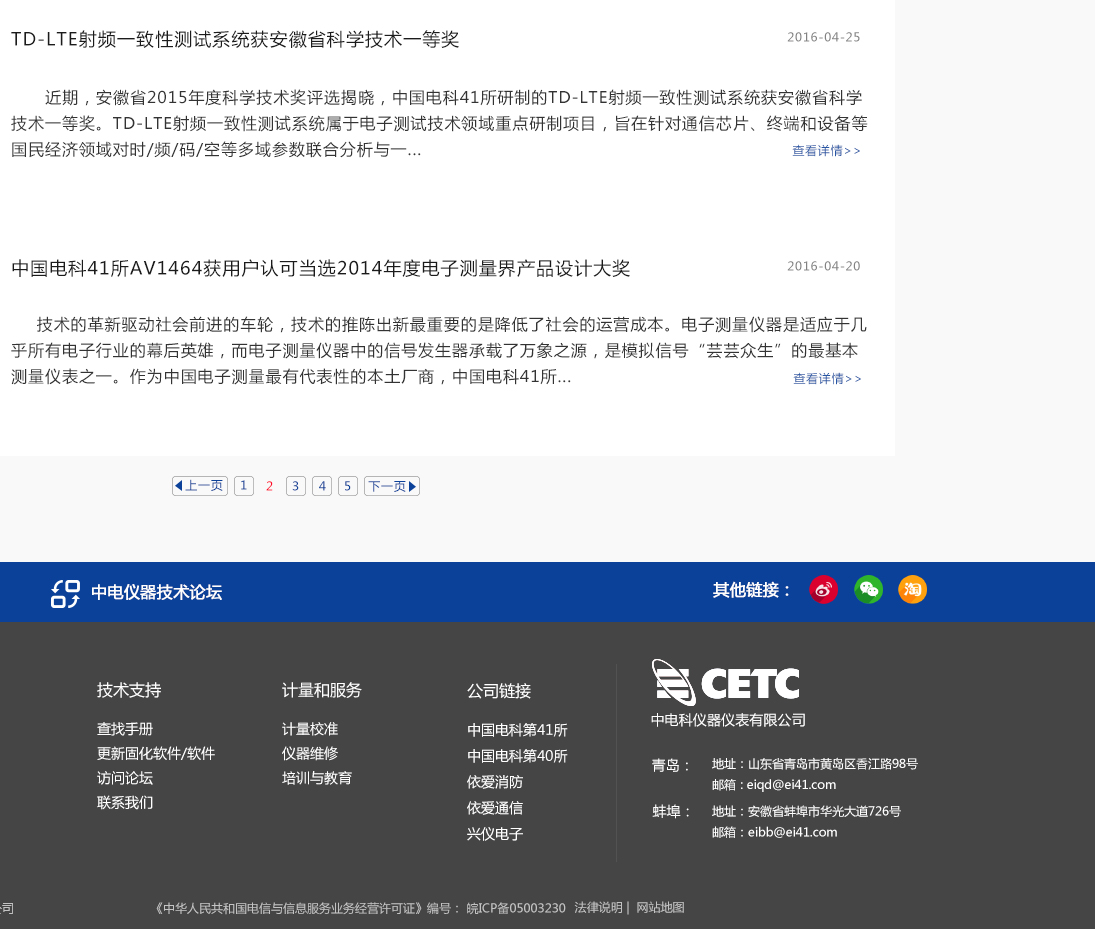 TD-LTE射频一致性测试系统获安徽省科学技术一等奖 2016-04-25
近期，安徽省2015年度科学技术奖评选揭晓，中国电科41所研制的TD-LTE射频一致性测试系统获安徽省科学
技术一等奖。TD-LTE射频一致性测试系统属于电子测试技术领域重点研制项目，旨在针对通信芯片、终端和设备等
国民经济领域对时/频/码/空等多域参数联合分析与一...
查看详情>>
中国电科41所AV1464获用户认可当选2014年度电子测量界产品设计大奖 2016-04-20
技术的革新驱动社会前进的车轮，技术的推陈出新最重要的是降低了社会的运营成本。电子测量仪器是适应于几
乎所有电子行业的幕后英雄，而电子测量仪器中的信号发生器承载了万象之源，是模拟信号“芸芸众生”的最基本
测量仪表之一。作为中国电子测量最有代表性的本土厂商，中国电科41所...
查看详情>>
上一页 1 2 3 4 5 下一页
中电仪器技术论坛
其他链接：
淘
技术支持
查找手册
更新固化软件/软件
访问论坛
联系我们
计量和服务
计量校准
仪器维修
培训与教育
公司链接
中国电科第41所
中国电科第40所
依爱消防
依爱通信
兴仪电子
CETC
中电科仪器仪表有限公司
青岛： 地址：山东省青岛市黄岛区香江路98号
邮箱：eiqd@ei41.com
蚌埠： 地址：安徽省蚌埠市华光大道726号
邮箱：eibb@ei41.com
司 《中华人民共和国电信与信息服务业务经营许可证》编号： 皖ICP备05003230 法律说明 | 网站地图